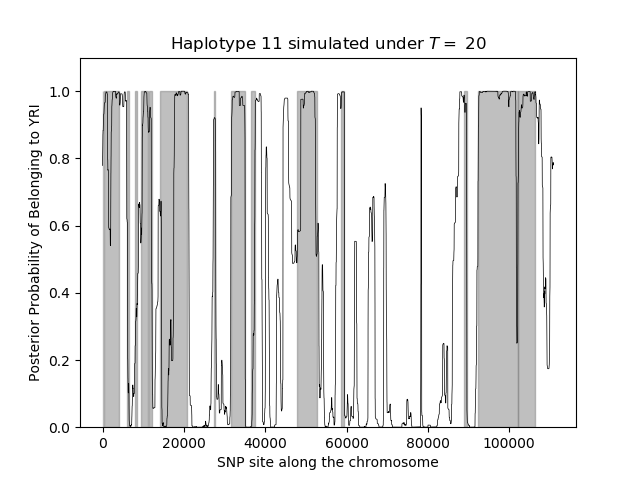 Haplotype 11 simulated under T = 20
Posterior Probability of Belonging to YRI
1.0
0.8
0.6
0.4
0.2
0.0
0 20000 40000 60000 80000 100000
SNP site along the chromosome